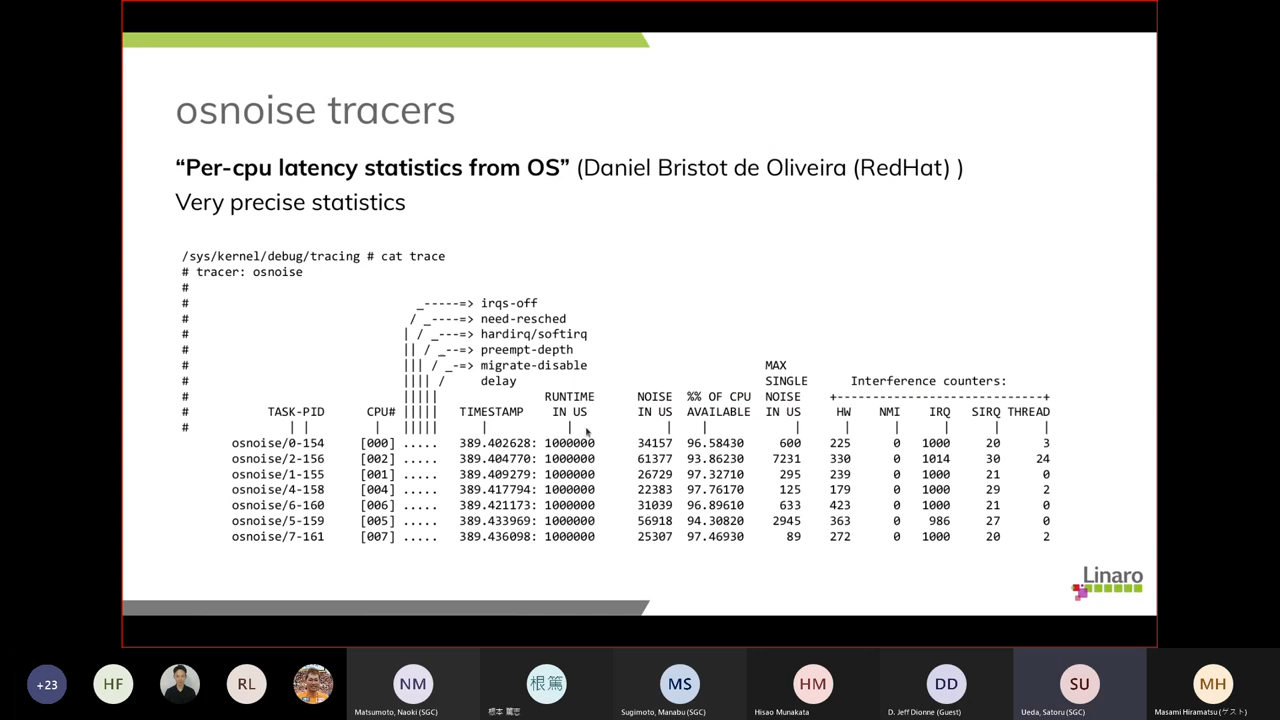 osnoise tracers
“Per-cpu latency statistics from OS” (Daniel Bristot de Oliveira (RedHat) )
Very precise statistics
/sys/kernel/debug/tracing # cat trace
# tracer: osnoise
#
#                                _-----=> irqs-off
#                               / _----=> need-resched
#                              | / _---=> hardirq/softirq
#                              || / _--=> preempt-depth
#                              ||| / _-=> migrate-disable     MAX
#                              |||| /     delay               SINGLE      Interference counters:
#                              |||||               RUNTIME      NOISE  %% OF CPU  NOISE    +----------------------------+
#           TASK-PID      CPU# |||||   TIMESTAMP    IN US       IN US  AVAILABLE  IN US     HW    NMI    IRQ   SIRQ THREAD
#              | |         |   |||||      |           |             |    |            |      |      |      |      |      |
osnoise/0-154     [000] .....   389.402628: 1000000      34157  96.58430     600    225      0   1000     20      3
osnoise/2-156     [002] .....   389.404770: 1000000      61377  93.86230    7231    330      0   1014     30     24
osnoise/1-155     [001] .....   389.409279: 1000000      26729  97.32710     295    239      0   1000     21      0
osnoise/4-158     [004] .....   389.417794: 1000000      22383  97.76170     125    179      0   1000     29      2
osnoise/6-160     [006] .....   389.421173: 1000000      31039  96.89610     633    423      0   1000     21      0
osnoise/5-159     [005] .....   389.433969: 1000000      56918  94.30820    2945    363      0    986     27      0
osnoise/7-161     [007] .....   389.436098: 1000000      25307  97.46930      89    272      0   1000     20      2
Linaro
+23 HF RL NM 根篤 MS HM DD SU MH
Matsumoto, Naoki (SGC) 根本 篤志 Sugimoto, Manabu (SGC) Hisao Munakata D. Jeff Dionne (Guest) Ueda, Satoru (SGC) Masami Hiramatsu (ゲスト)